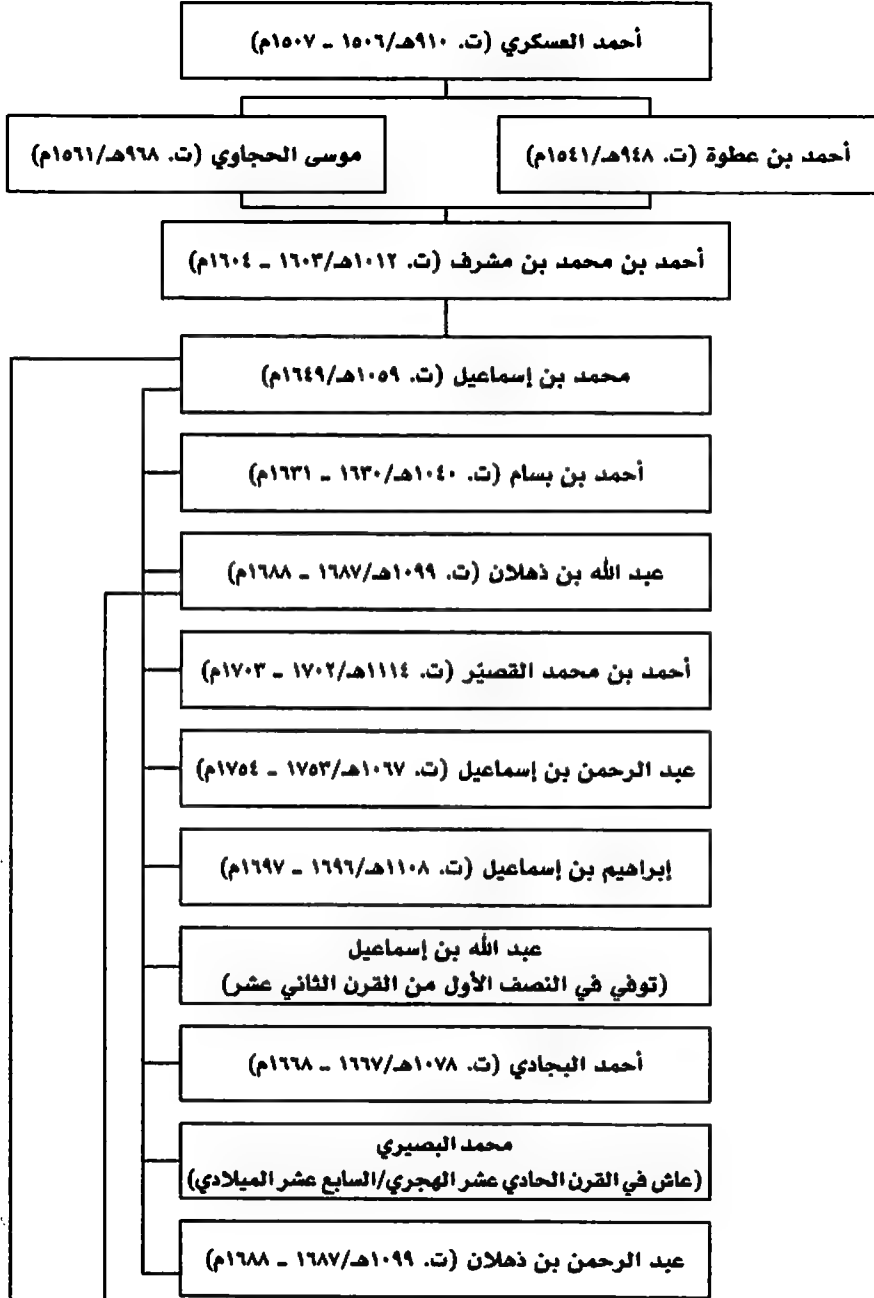 أحمد العسكري (ت. ٩١٠هـ/١٥٠٦ ـ ١٥٠٧م)
أحمد بن عطوة (ت. ٩٤٨هـ/١٥٤١م)
موسى الحجاوي (ت. ٩٦٨هـ/١٥٦١م)
أحمد بن محمد بن مشرف (ت. ١٠١٢هـ/١٦٠٣ ـ ١٦٠٤م)
محمد بن إسماعيل (ت. ١٠٥٩هـ/١٦٤٩م)
أحمد بن بسام (ت. ١٠٤٠هـ/١٦٣٠ ـ ١٦٣١م)
عبد الله بن ذهلان (ت. ١٠٩٩هـ/١٦٨٧ ـ ١٦٨٨م)
أحمد بن محمد القصيّر (ت. ١١١٤هـ/١٧٠٢ ـ ١٧٠٣م)
عبد الرحمن بن إسماعيل (ت. ١٠٦٧هـ/١٧٥٣ ـ ١٧٥٤م)
إبراهيم بن إسماعيل (ت. ١١٠٨هـ/١٦٩٦ ـ ١٦٩٧م)
عبد الله بن إسماعيل
(توفي في النصف الأول من القرن الثاني عشر)
أحمد البجادي (ت. ١٠٧٨هـ/١٦٦٧ ـ ١٦٦٨م)
محمد البصيري
(عاش في القرن الحادي عشر الهجري/السابع عشر الميلادي)
عبد الرحمن بن ذهلان (ت. ١٠٩٩هـ/١٦٨٧ ـ ١٦٨٨م)